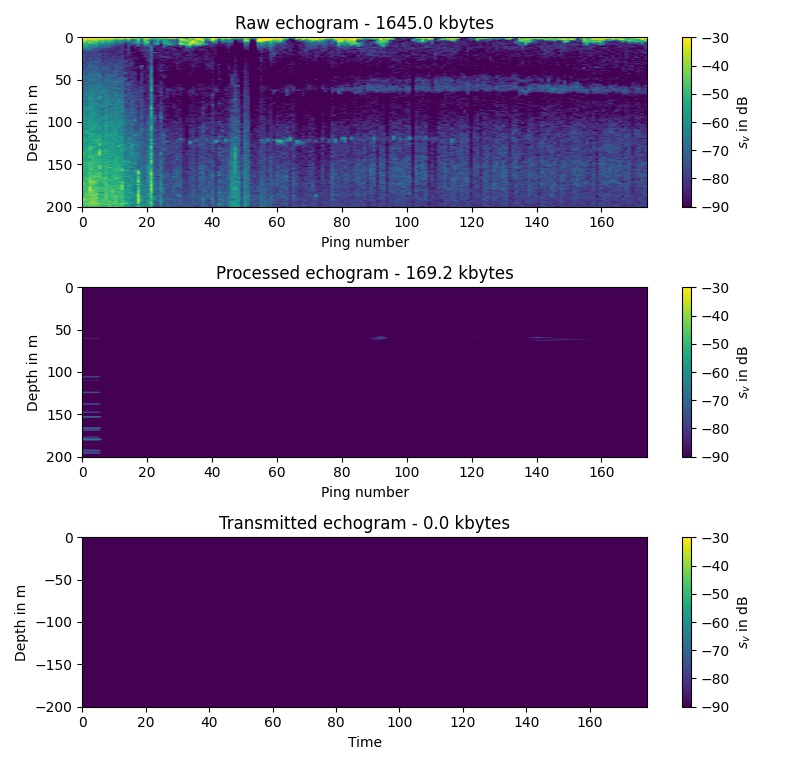 Raw echogram - 1645.0 kbytes
0
50
100
150
200
Depth in m
0 20 40 60 80 100 120 140 160
Ping number
−30
−40
−50
−60
−70
−80
−90
sv in dB
Processed echogram - 169.2 kbytes
0
50
100
150
200
Depth in m
0 20 40 60 80 100 120 140 160
Ping number
−30
−40
−50
−60
−70
−80
−90
sv in dB
Transmitted echogram - 0.0 kbytes
0
−50
−100
−150
−200
Depth in m
0 20 40 60 80 100 120 140 160
Time
−30
−40
−50
−60
−70
−80
−90
sv in dB